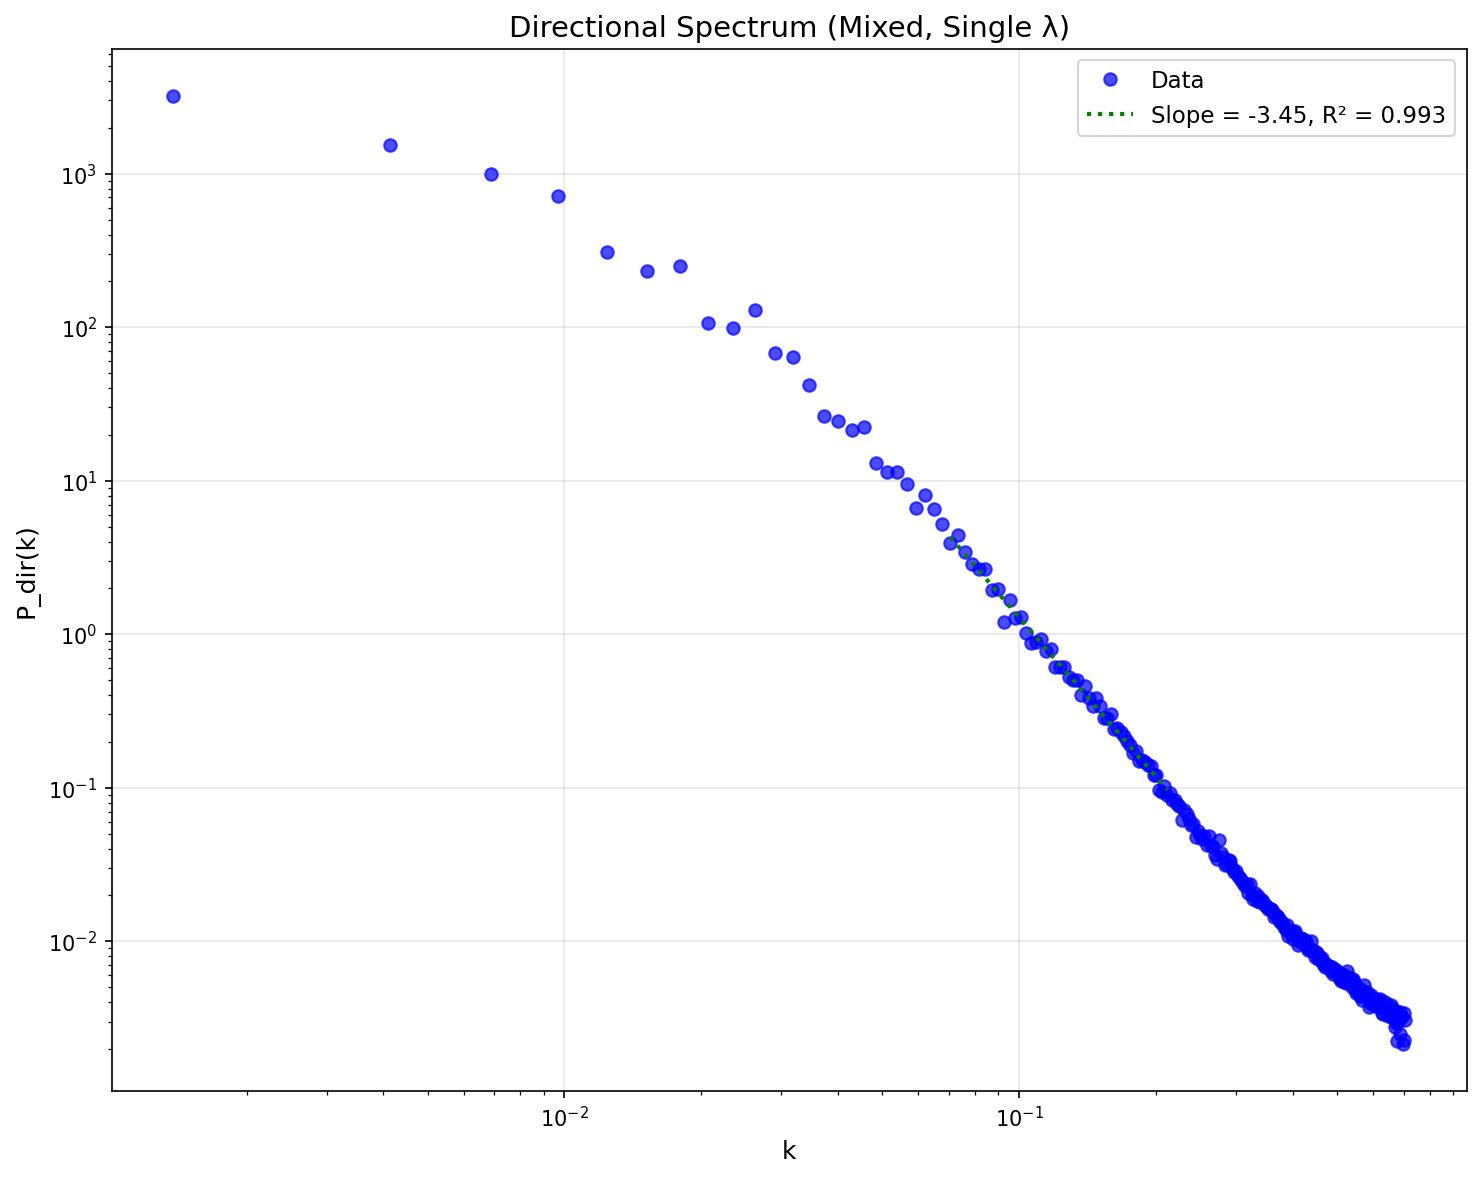 Directional Spectrum (Mixed, Single λ)
Data
Slope = -3.45, R² = 0.993
P_dir(k)
10³
10²
10¹
10⁰
10⁻¹
10⁻²
10⁻²
10⁻¹
k